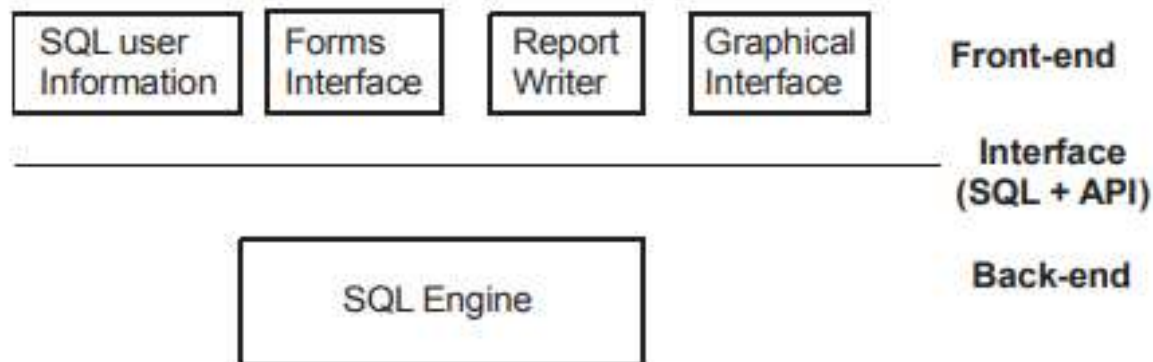 SQL user
Information
Forms
Interface
Report
Writer
Graphical
Interface
Front-end
Interface
(SQL + API)
SQL Engine
Back-end